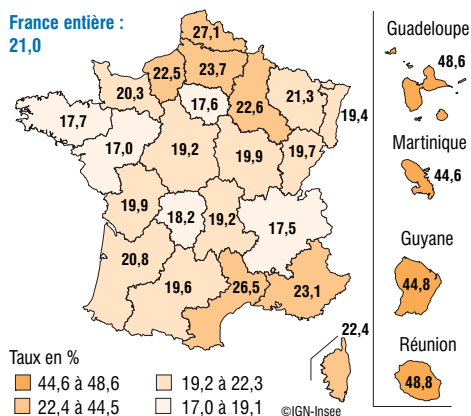 France entière :
21,0
27,1
22,5
23,7
20,3
17,6
22,6
21,3
19,4
17,7
17,0
19,2
19,9
19,7
19,9
18,2
19,2
17,5
20,8
19,6
26,5
23,1
22,4
Guadeloupe
48,6
Martinique
44,6
Guyane
44,8
Réunion
48,8
Taux en %
44,6 à 48,6
19,2 à 22,3
22,4 à 44,5
17,0 à 19,1
©IGN-Insee